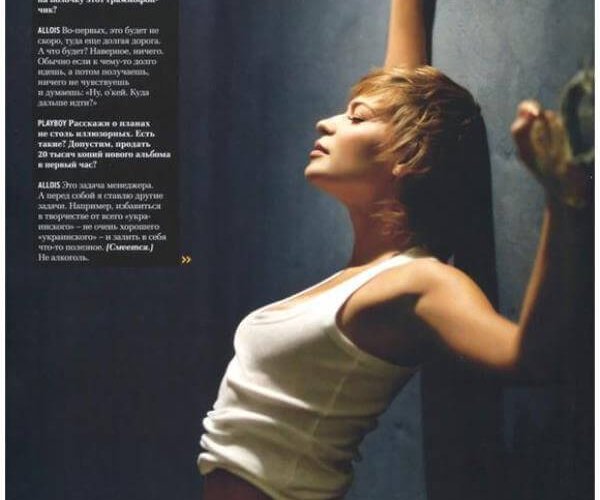 на полочку этот граммофон-
чик?
ALLOIS Во-первых, это будет не
скоро, туда еще долгая дорога.
А что будет? Наверное, ничего.
Обычно если к чему-то долго
идешь, а потом получаешь,
ничего не чувствуешь
и думаешь: «Ну, о'кей. Куда
дальше идти?»
PLAYBOY Расскажи о планах
не столь иллюзорных. Есть
такие? Допустим, продать
20 тысяч копий нового альбома
в первый час?
ALLOIS Это задача менеджера.
А перед собой я ставлю другие
задачи. Например, избавиться
в творчестве от всего «укра-
инского» – не очень хорошего
«украинского» – и залить в себя
что-то полезное. (Смеется.)
Не алкоголь.
»